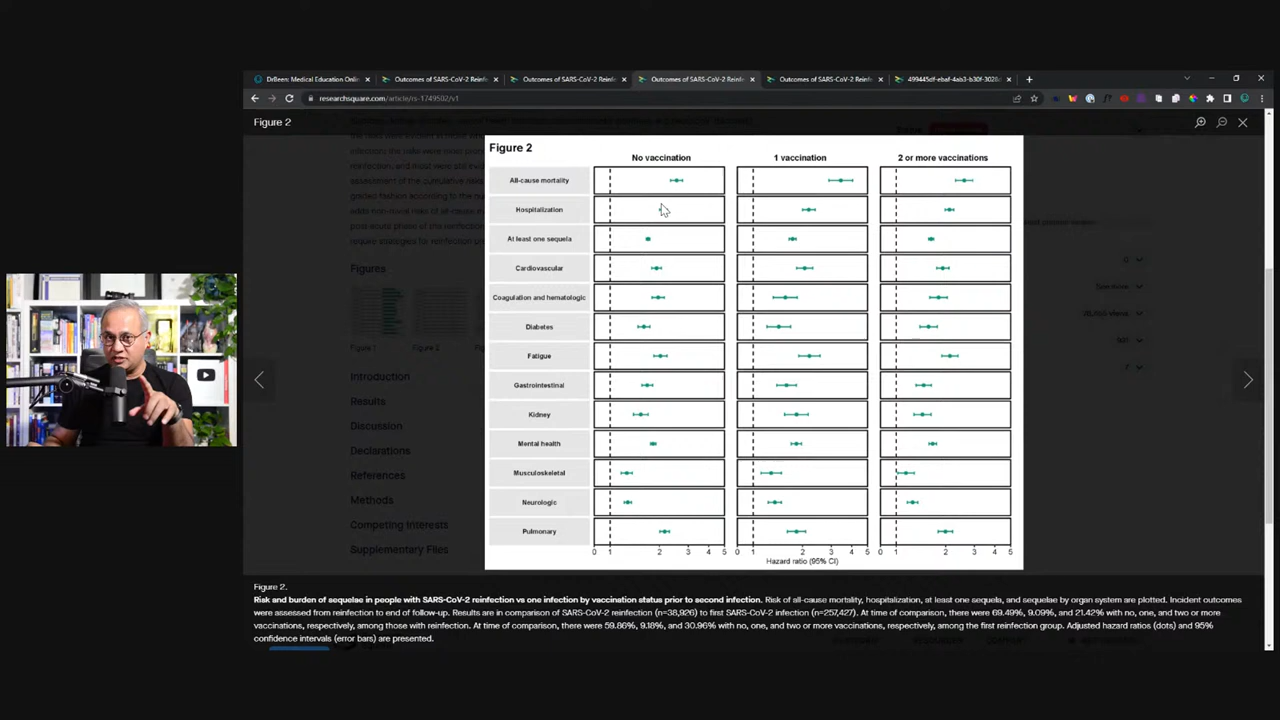 DrBeen: Medical Education Onli
Outcomes of SARS-CoV-2 Reinfe
Outcomes of SARS-CoV-2 Reinfe
Outcomes of SARS-CoV-2 Reinfe
Outcomes of SARS-CoV-2 Reinfe
researchsquare.com/article/rs-1749502/v1
Figure 2
Figure 2
No vaccination
1 vaccination
2 or more vaccinations
All-cause mortality
Hospitalization
At least one sequela
Cardiovascular
Coagulation and hematologic
Diabetes
Fatigue
Gastrointestinal
Kidney
Mental health
Musculoskeletal
Neurologic
Pulmonary
0 1 2 3 4 5
0 1 2 3 4 5
0 1 2 3 4 5
Hazard ratio (95% CI)
Figures
Figure 1
Figure 2
Introduction
Results
Discussion
Declarations
References
Methods
Competing Interests
Supplementary Files
Figure 2.
Risk and burden of sequelae in people with SARS-CoV-2 reinfection vs one infection by vaccination status prior to second infection. Risk of all-cause mortality, hospitalization, at least one sequela, and sequelae by organ system are plotted. Incident outcomes
were assessed from reinfection to end of follow-up. Results are in comparison of SARS-CoV-2 reinfection (n=38,926) to first SARS-CoV-2 infection (n=257,427). At time of comparison, there were 69.49%, 9.09%, and 21.42% with no, one, and two or more
vaccinations, respectively, among those with reinfection. At time of comparison, there were 59.86%, 9.18%, and 30.96% with no, one, and two or more vaccinations, respectively, among the first reinfection group. Adjusted hazard ratios (dots) and 95%
confidence intervals (error bars) are presented.